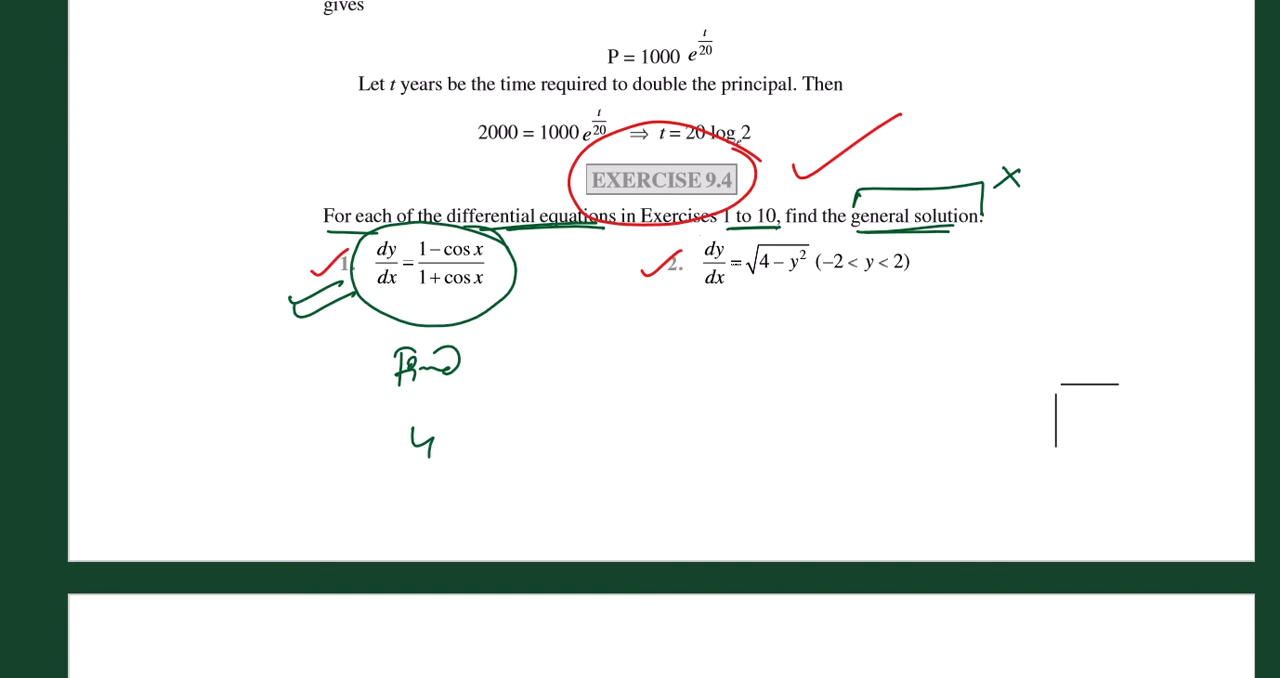 gives
P = 1000 e^{t/20}
Let t years be the time required to double the principal. Then
2000 = 1000 e^{t/20} ⇒ t = 20 log_e 2
EXERCISE 9.4
For each of the differential equations in Exercises 1 to 10, find the general solution:
1. dy/dx = (1 − cos x)/(1 + cos x)
2. dy/dx = √(4 − y²) (−2 < y < 2)
Find
y